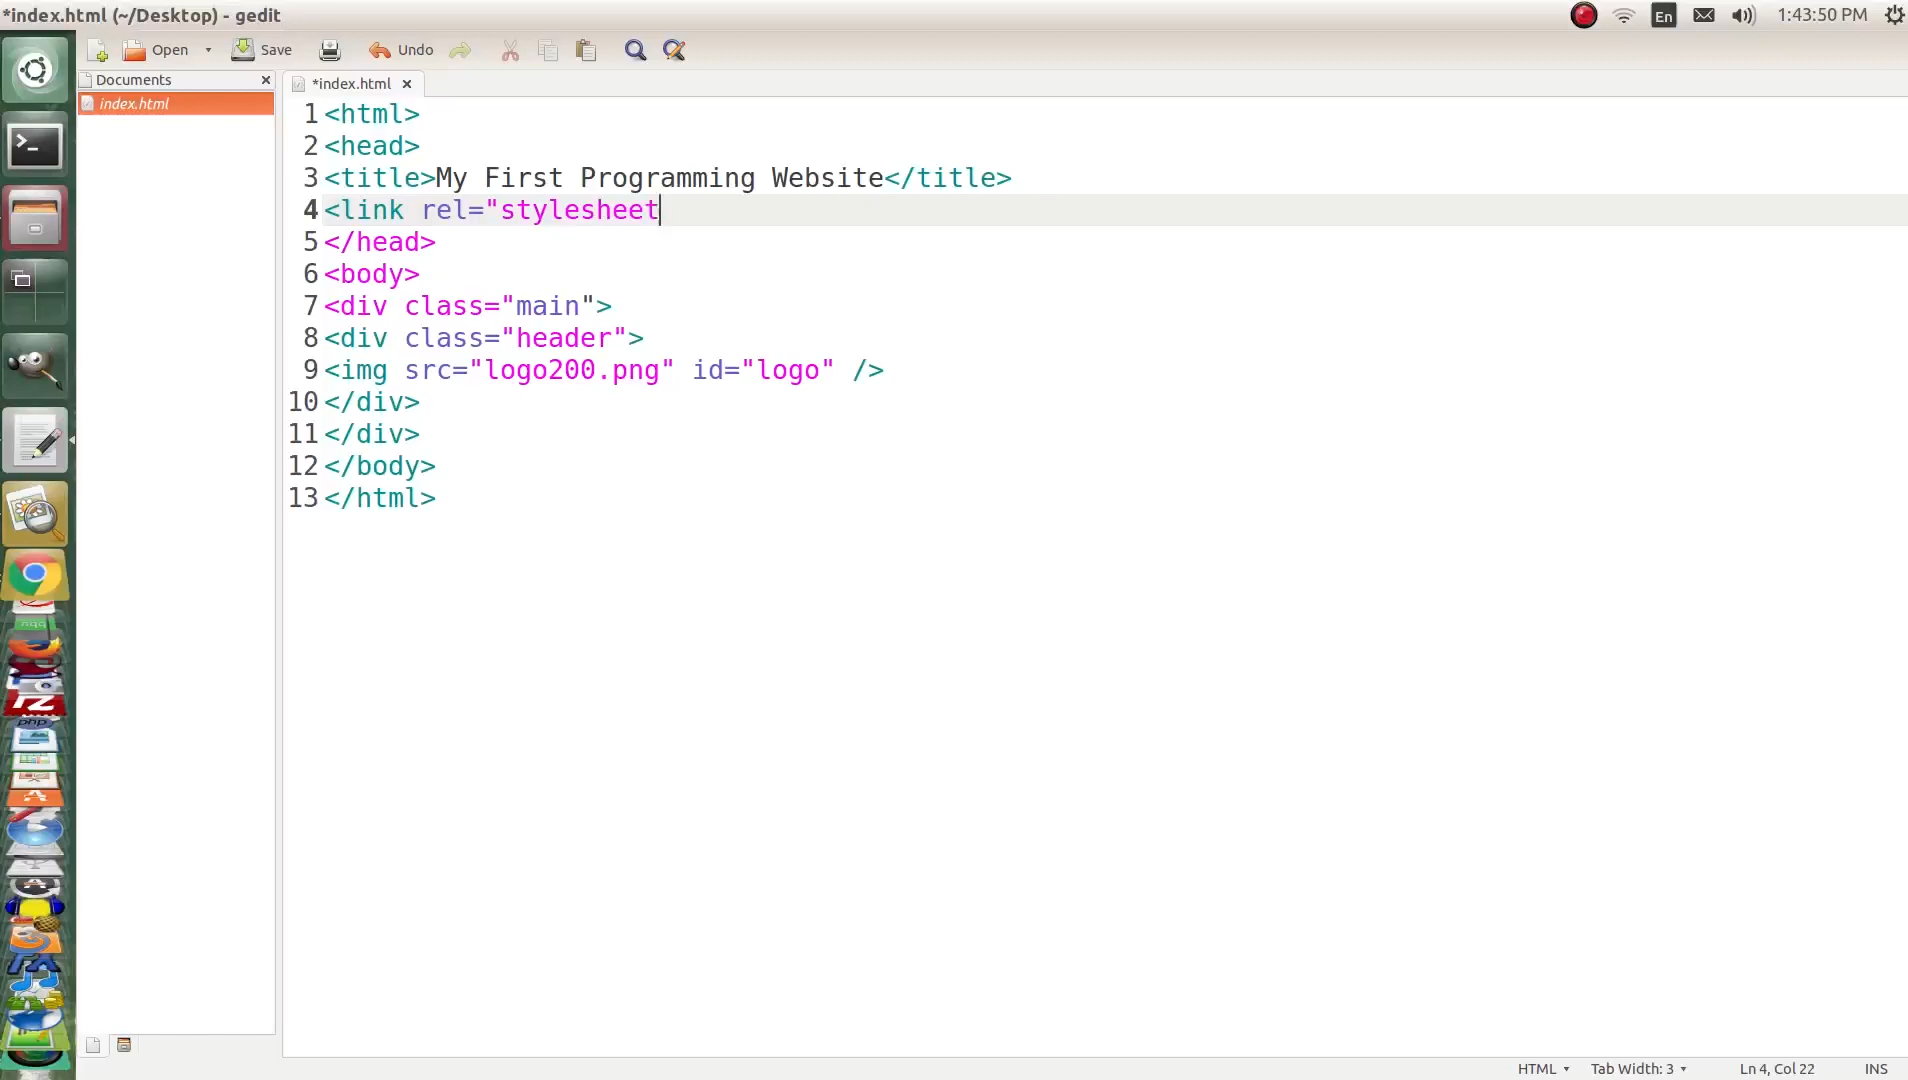 *index.html (~/Desktop) - gedit
En
1:43:50 PM
Open
Save
Undo
Documents
*index.html
index.html
1 <html>
2 <head>
3 <title>My First Programming Website</title>
4 <link rel="stylesheet
5 </head>
6 <body>
7 <div class="main">
8 <div class="header">
9 <img src="logo200.png" id="logo" />
10 </div>
11 </div>
12 </body>
13 </html>
php
HTML
Tab Width: 3
Ln 4, Col 22
INS